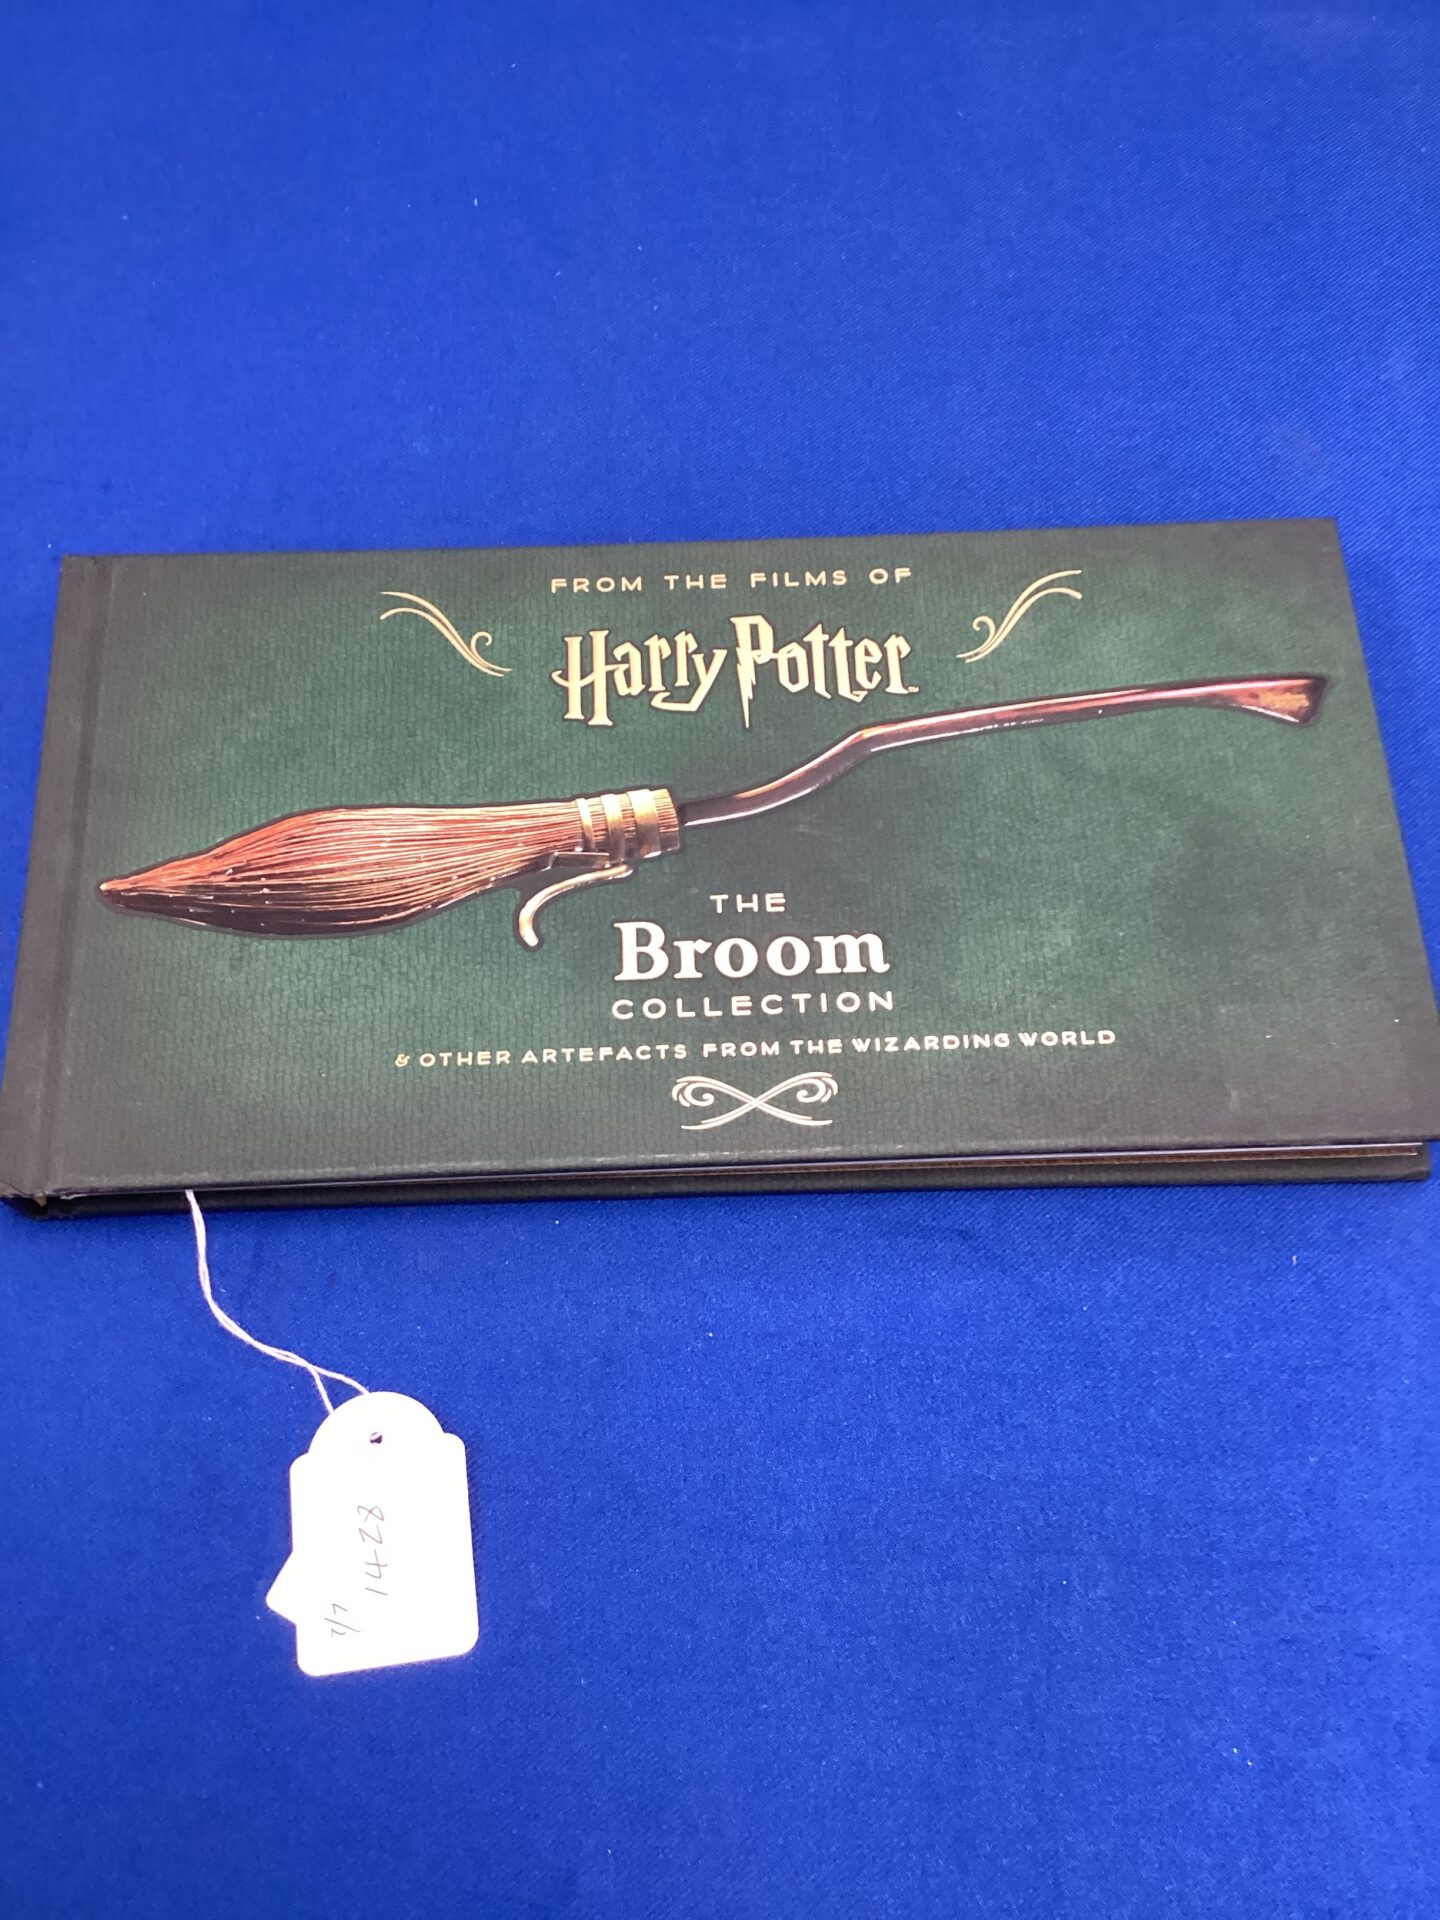 FROM THE FILMS OF
Harry Potter
THE
Broom
COLLECTION
& OTHER ARTEFACTS FROM THE WIZARDING WORLD
1428